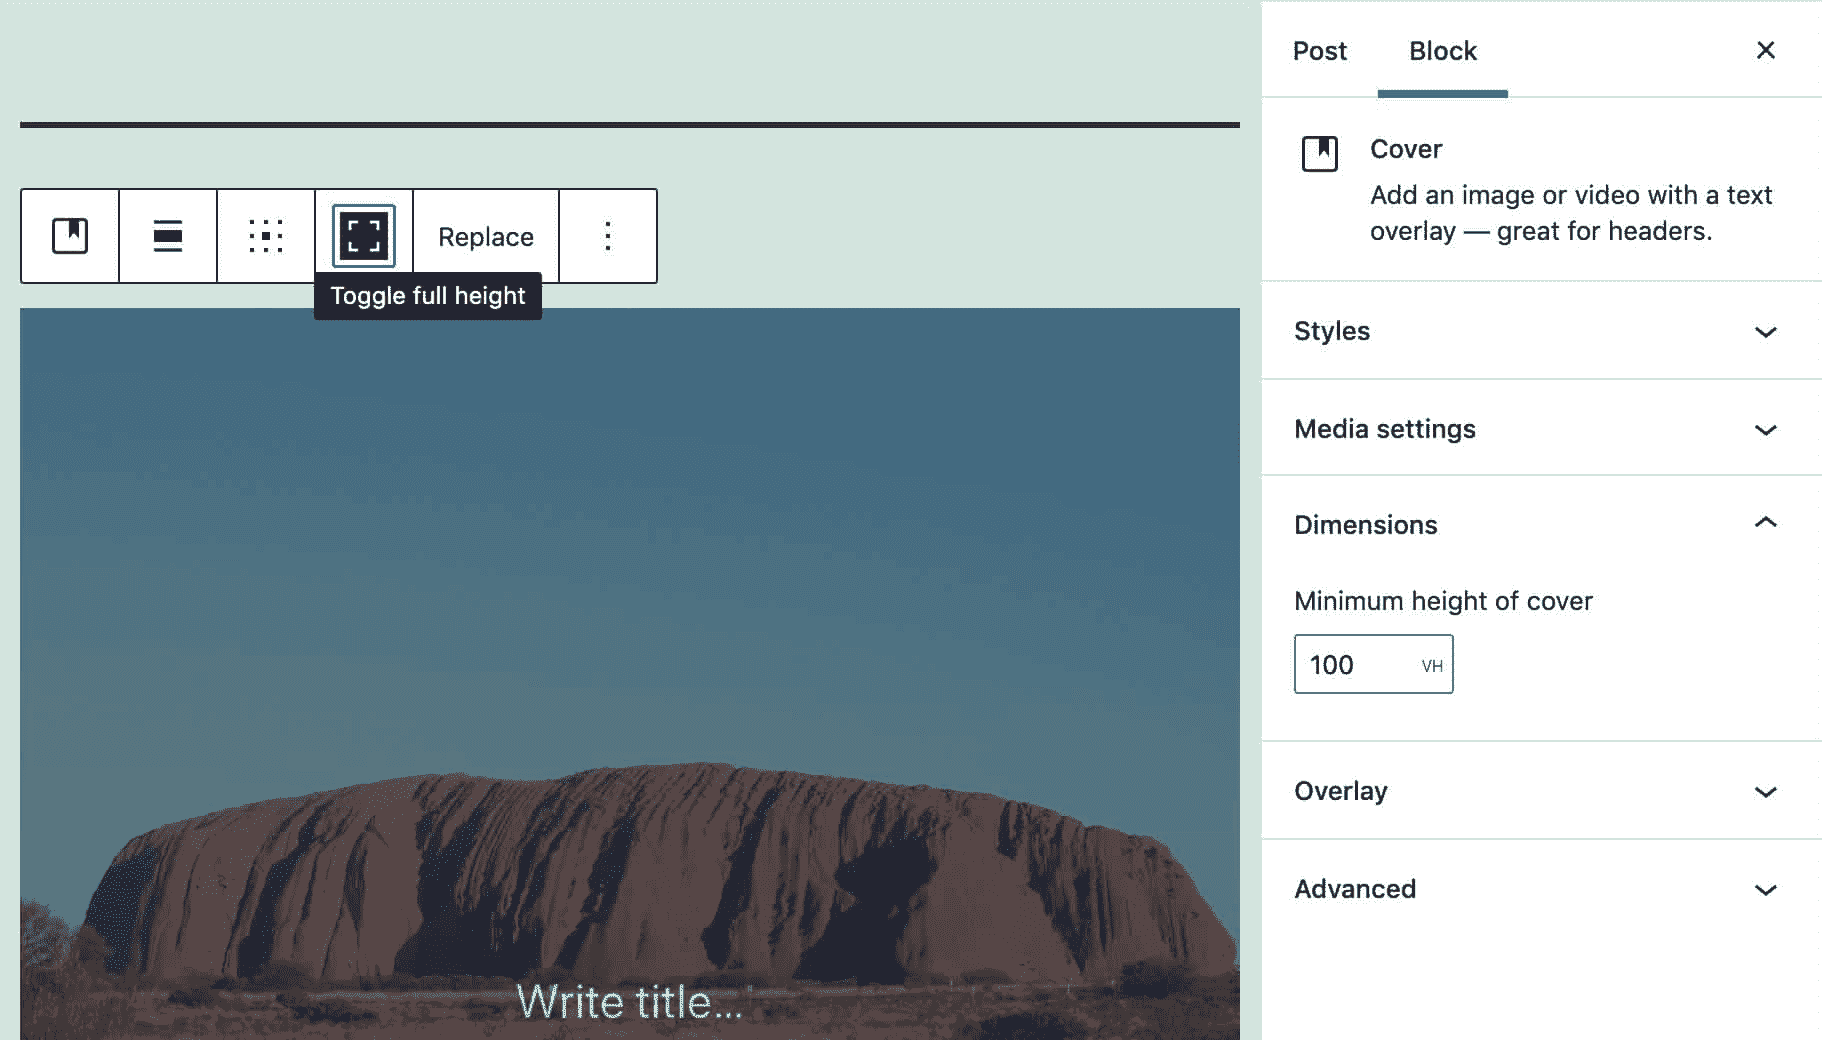 Post
Block
Cover
Add an image or video with a text
overlay — great for headers.
Replace
Toggle full height
Styles
Media settings
Dimensions
Minimum height of cover
100
VH
Overlay
Advanced
Write title...